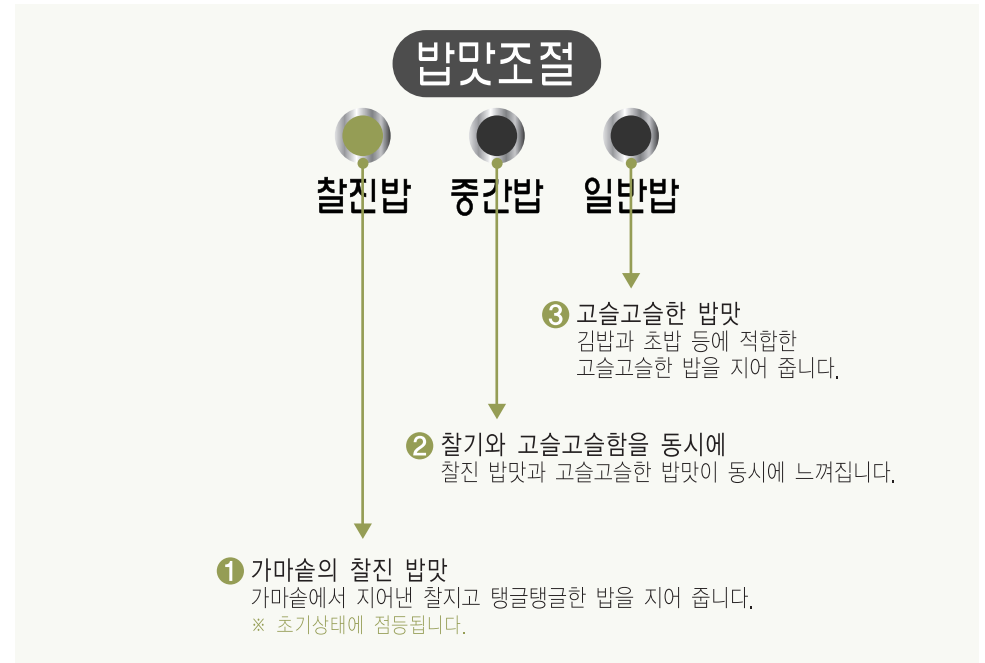 밥맛조절
찰진밥 중간밥 일반밥
❸ 고슬고슬한 밥맛
김밥과 초밥 등에 적합한
고슬고슬한 밥을 지어 줍니다.
❷ 찰기와 고슬고슬함을 동시에
찰진 밥맛과 고슬고슬한 밥맛이 동시에 느껴집니다.
❶ 가마솥의 찰진 밥맛
가마솥에서 지어낸 찰지고 탱글탱글한 밥을 지어 줍니다.
※ 초기상태에 점등됩니다.